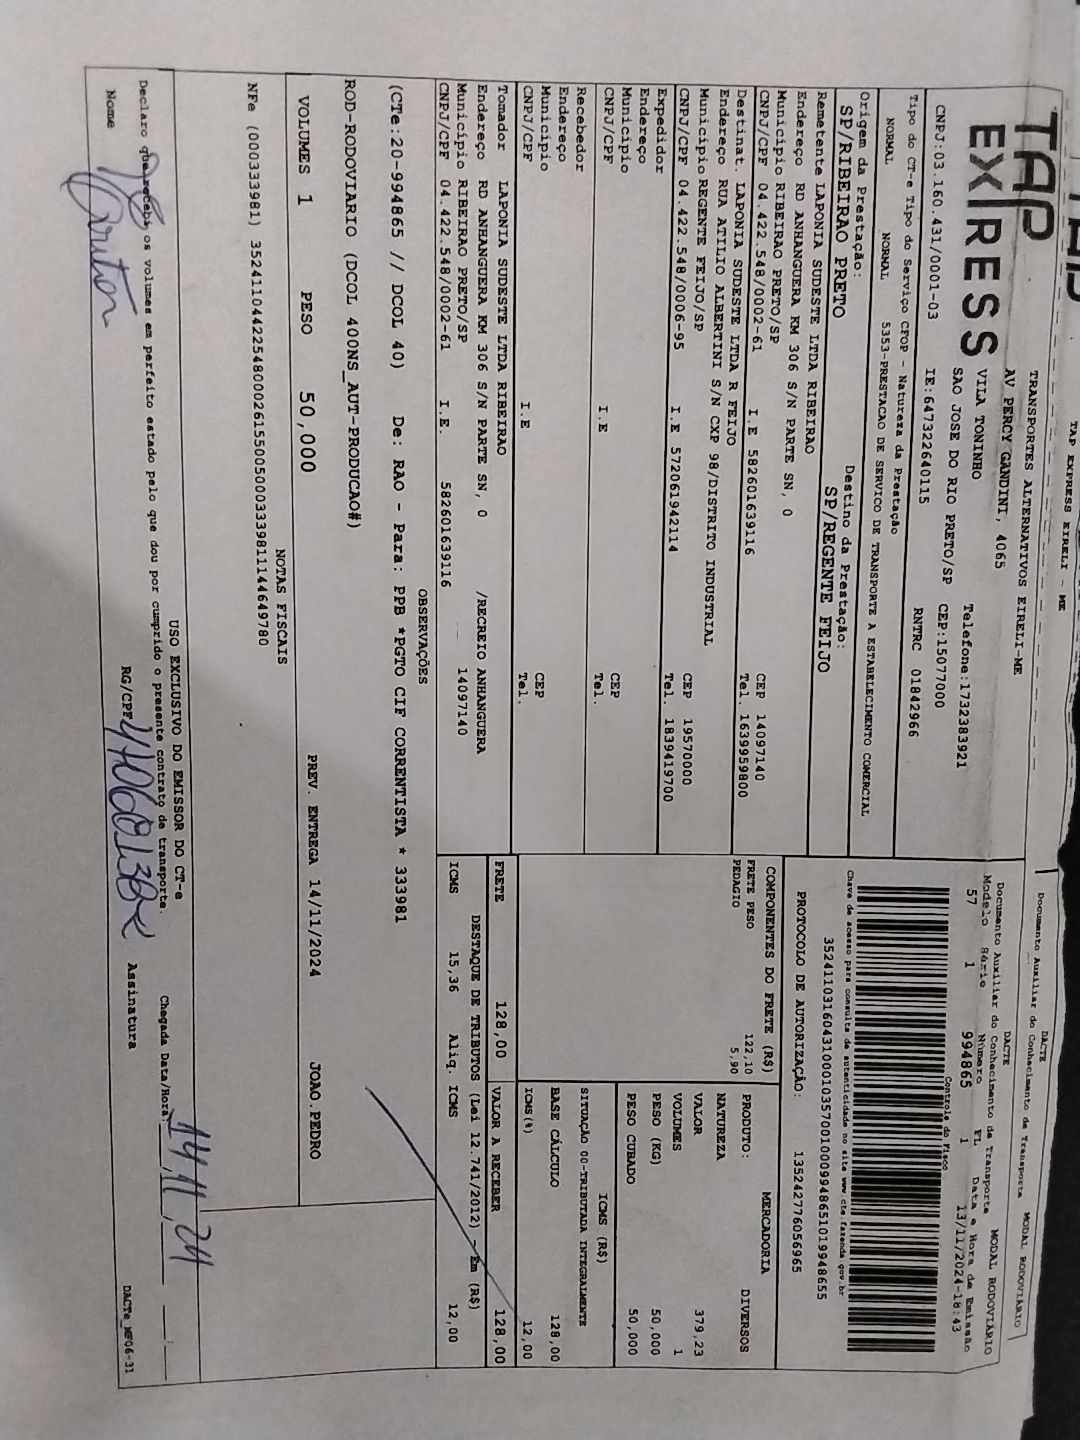 TAP EXPRESS EIRELI - ME
TAP
EXPRESS
TRANSPORTES ALTERNATIVOS EIRELI-ME
AV PERCY GANDINI, 4065
VILA TONINHO Telefone:1732383921
SAO JOSE DO RIO PRETO/SP CEP:15077000
CNPJ:03.160.431/0001-03 IE:647322640115 RNTRC 01842966
DACTE MODAL RODOVIÁRIO
Documento Auxiliar do Conhecimento de Transporte
DACTE MODAL RODOVIÁRIO
Documento Auxiliar do Conhecimento de Transporte
Modelo Série Número FL Data e Hora de Emissão
57 1 994865 1 13/11/2024-18:43
Controle do Fisco
Tipo do CT-e Tipo do Serviço CFOP - Natureza da Prestação
NORMAL NORMAL 5353-PRESTACAO DE SERVICO DE TRANSPORTE A ESTABELECIMENTO COMERCIAL
Chave de acesso para consulta de autenticidade no site www.cte.fazenda gov.br
Origem da Prestação: Destino da Prestação:
SP/RIBEIRAO PRETO SP/REGENTE FEIJO
35241103160431000103570010009948651019948655
PROTOCOLO DE AUTORIZAÇÃO: 135242776056965
Remetente LAPONIA SUDESTE LTDA RIBEIRAO
Endereço RD ANHANGUERA KM 306 S/N PARTE SN, 0
Município RIBEIRAO PRETO/SP CEP 14097140
CNPJ/CPF 04.422.548/0002-61 I.E 582601639116 Tel. 1639959800
Destinat. LAPONIA SUDESTE LTDA R FEIJO
Endereço RUA ATILIO ALBERTINI S/N CXP 98/DISTRITO INDUSTRIAL
Município REGENTE FEIJO/SP CEP 19570000
CNPJ/CPF 04.422.548/0006-95 I.E 572061942114 Tel. 1839419700
Expedidor
Endereço
Município CEP
CNPJ/CPF I.E Tel.
Recebedor
Endereço
Município CEP
CNPJ/CPF I.E Tel.
Tomador LAPONIA SUDESTE LTDA RIBEIRAO
Endereço RD ANHANGUERA KM 306 S/N PARTE SN, 0 /RECREIO ANHANGUERA
Município RIBEIRAO PRETO/SP 14097140
CNPJ/CPF 04.422.548/0002-61 I.E. 582601639116
COMPONENTES DO FRETE (R$)
FRETE PESO 122,10
PEDAGIO 5,90
MERCADORIA
PRODUTO: DIVERSOS
NATUREZA
VALOR 379,23
VOLUMES 1
PESO (KG) 50,000
PESO CUBADO 50,000
ICMS (R$)
SITUAÇÃO 00-TRIBUTADA INTEGRALMENTE
BASE CÁLCULO 128,00
ICMS(%) 12,00
FRETE 128,00 VALOR A RECEBER 128,00
DESTAQUE DE TRIBUTOS (Lei 12.741/2012) - Em (R$)
ICMS 15,36 Aliq. ICMS 12,00
OBSERVAÇÕES
(CTe:20-994865 // DCOL 40) De: RAO - Para: PPB *PGTO CIF CORRENTISTA * 333981
ROD-RODOVIARIO (DCOL 400NS_AUT-PRODUCAO#)
VOLUMES 1 PESO 50,000 PREV. ENTREGA 14/11/2024 JOAO.PEDRO
NOTAS FISCAIS
NFe (000333981) 35241104422548000261550050003339811144649780
USO EXCLUSIVO DO EMISSOR DO CT-e
Declaro que recebi os volumes em perfeito estado pelo que dou por cumprido o presente contrato de transporte. Chegada Data/Hora: 14/11/24
Nome RG/CPF Assinatura
DACTe_MF06-31